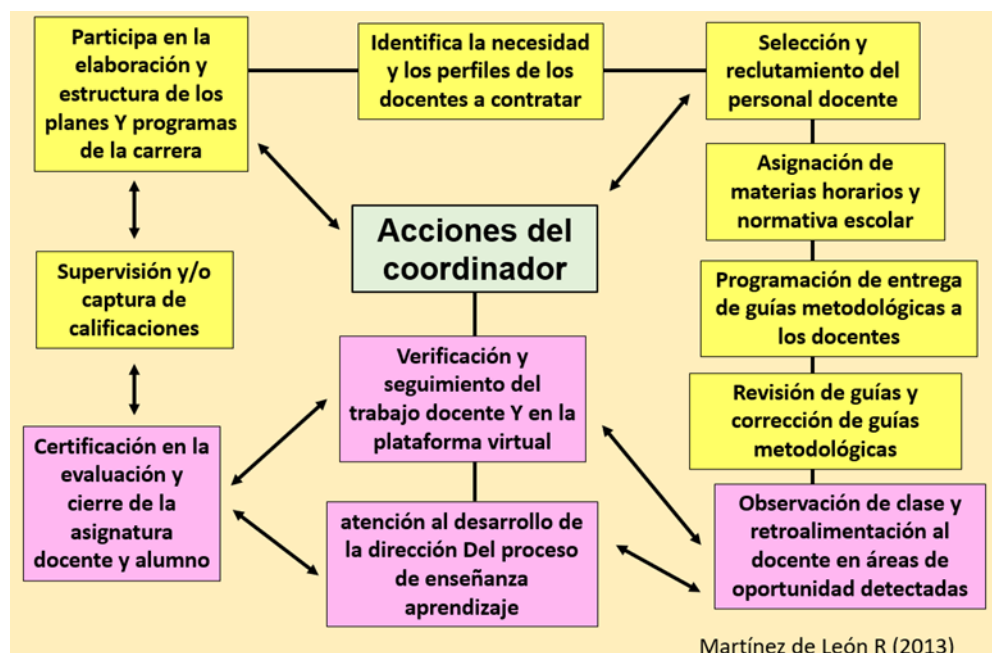 Participa en la
elaboración y
estructura de los
planes Y programas
de la carrera
Identifica la necesidad
y los perfiles de los
docentes a contratar
Selección y
reclutamiento del
personal docente
Asignación de
materias horarios y
normativa escolar
Acciones del
coordinador
Supervisión y/o
captura de
calificaciones
Programación de entrega
de guías metodológicas a
los docentes
Verificación y
seguimiento del
trabajo docente Y en la
plataforma virtual
Revisión de guías y
corrección de guías
metodológicas
Certificación en la
evaluación y
cierre de la
asignatura
docente y alumno
atención al desarrollo de
la dirección Del proceso
de enseñanza
aprendizaje
Observación de clase y
retroalimentación al
docente en áreas de
oportunidad detectadas
Martínez de León R (2013)